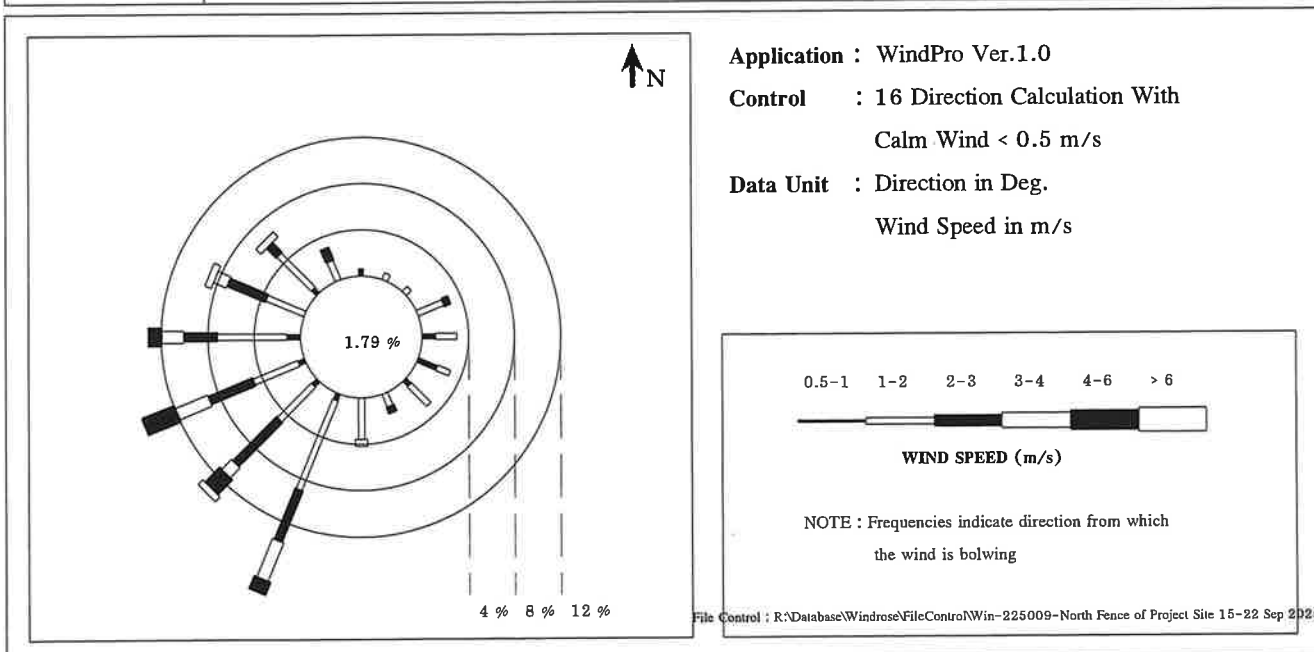 N
1.79 %
4 % 8 % 12 %
Application : WindPro Ver.1.0
Control : 16 Direction Calculation With
Calm Wind < 0.5 m/s
Data Unit : Direction in Deg.
Wind Speed in m/s
0.5-1 1-2 2-3 3-4 4-6 > 6
WIND SPEED (m/s)
NOTE : Frequencies indicate direction from which
the wind is bolwing
File Control : R:\Database\Windrose\FileControl\Win-225009-North Fence of Project Site 15-22 Sep